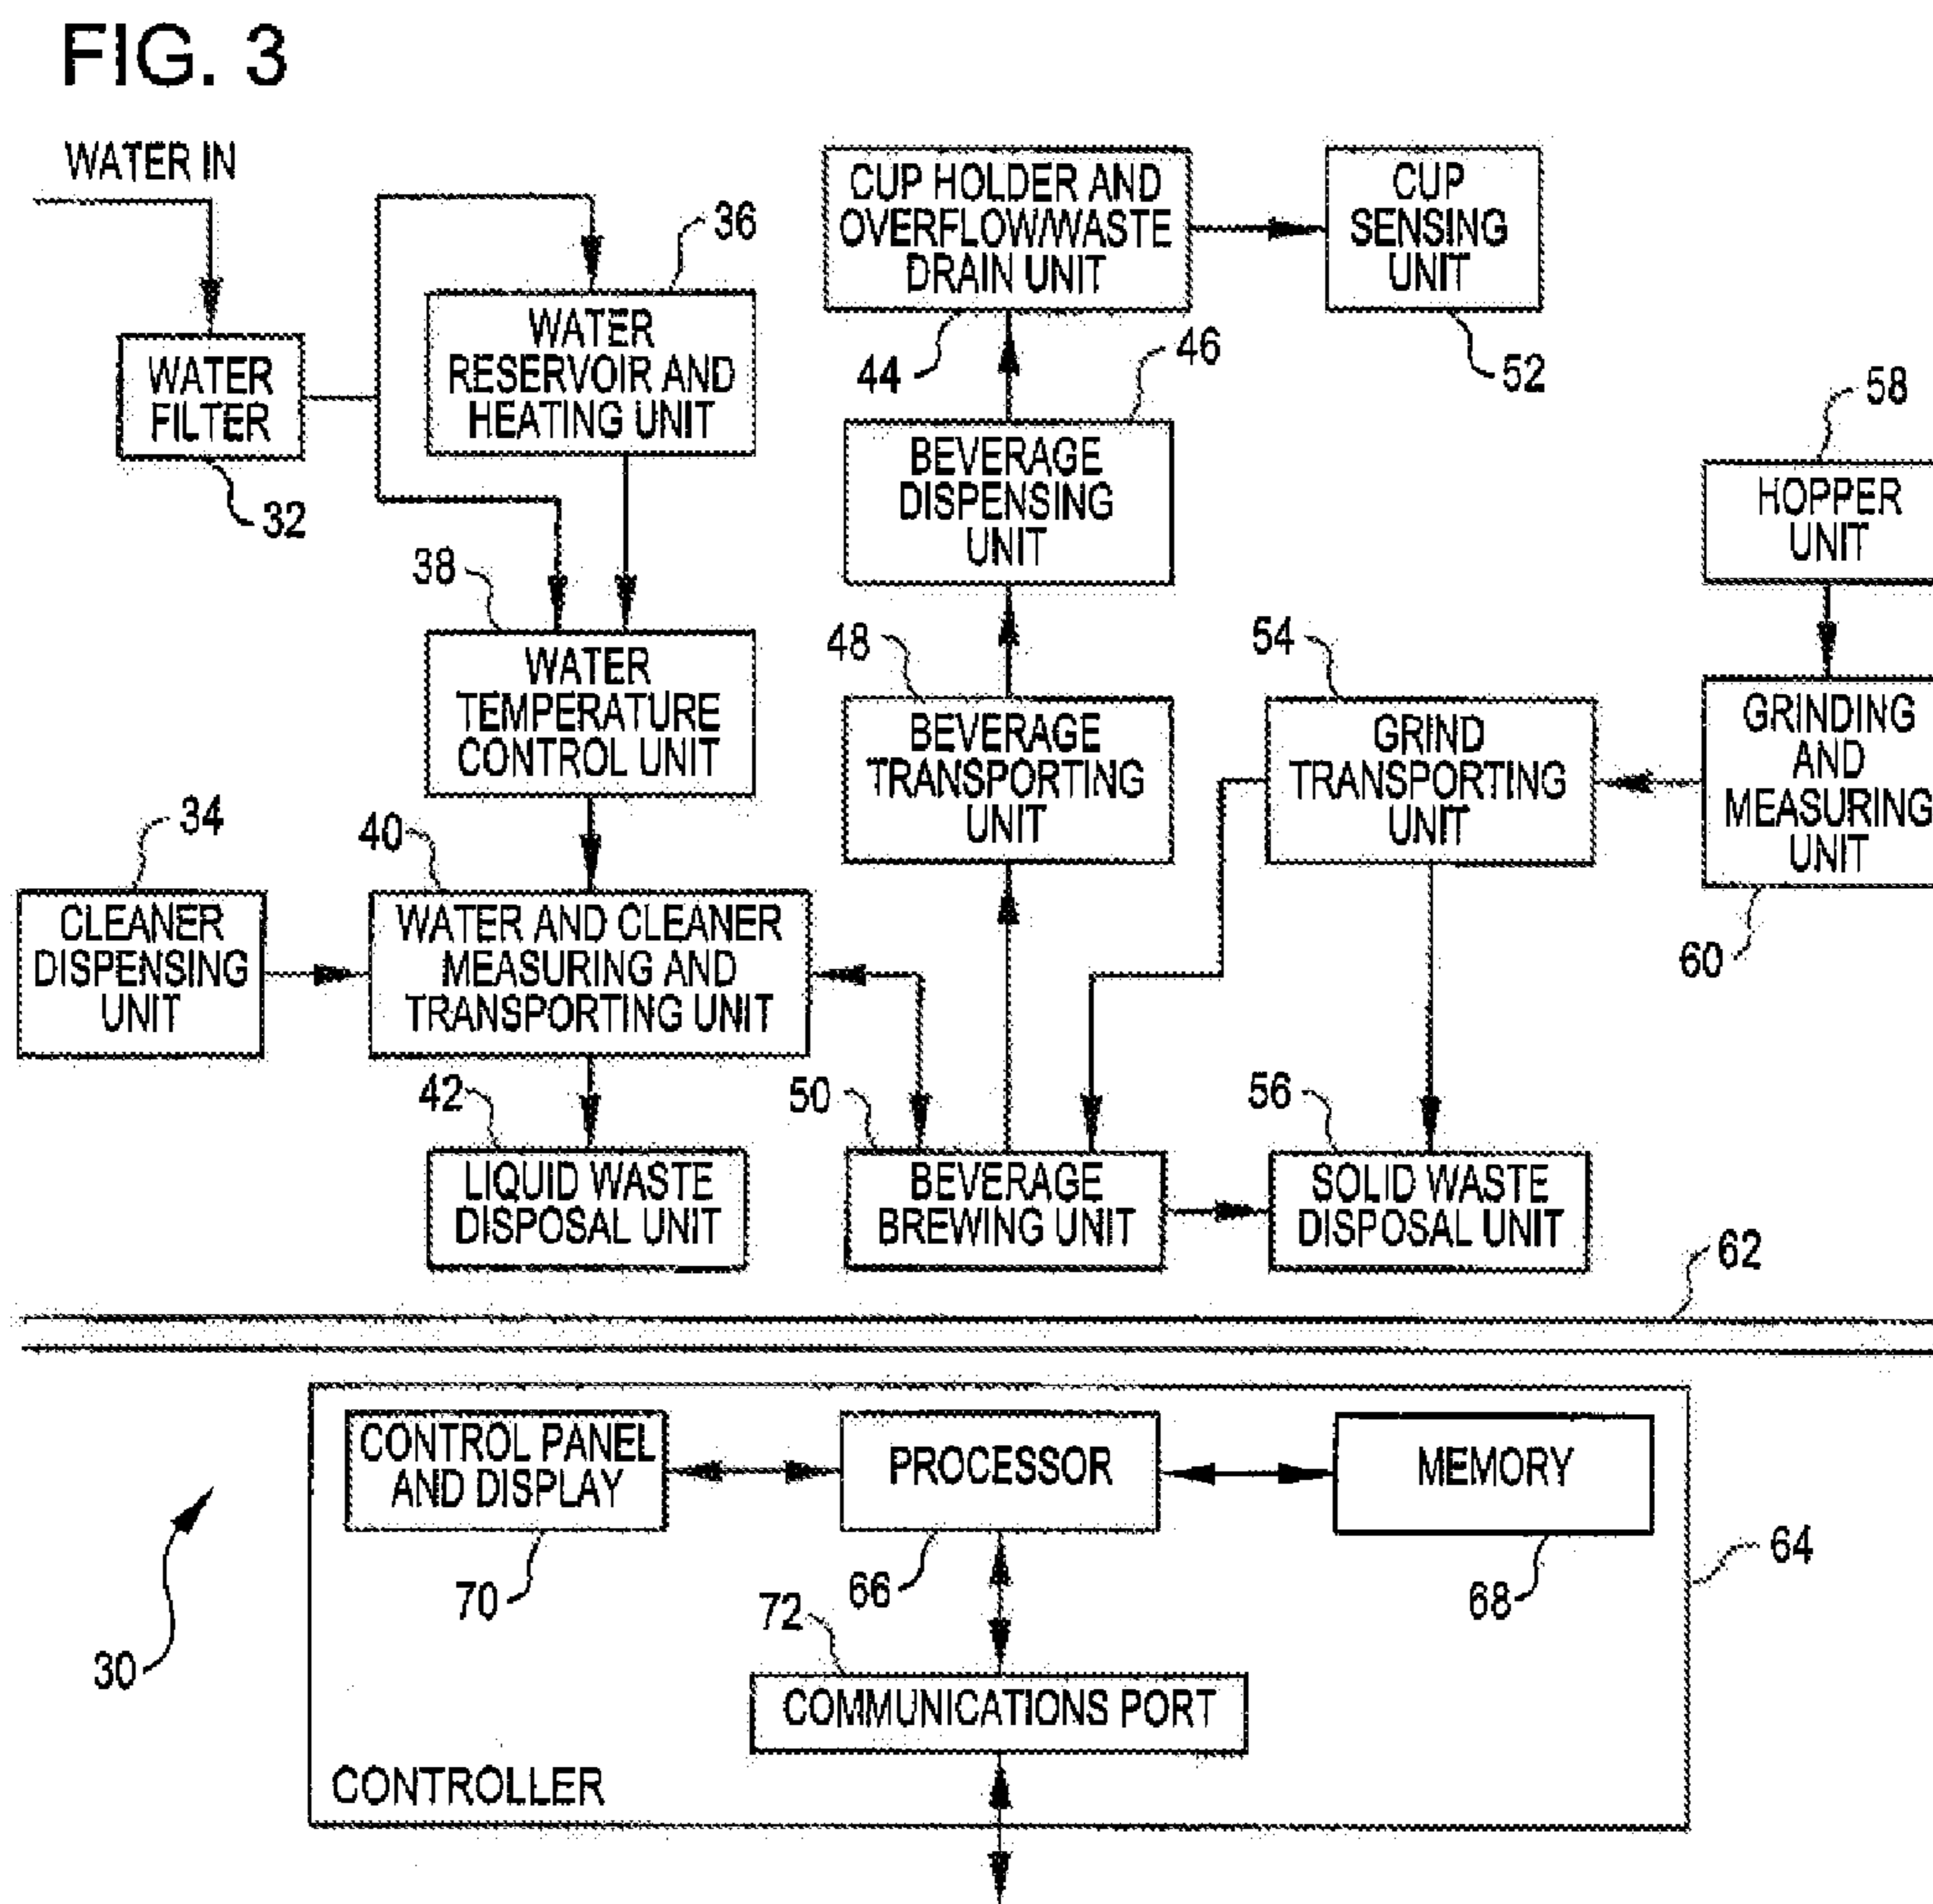 FIG. 3
WATER IN
WATER
FILTER
32
36
WATER
RESERVOIR AND
HEATING UNIT
38
WATER
TEMPERATURE
CONTROL UNIT
34
CLEANER
DISPENSING
UNIT
40
WATER AND CLEANER
MEASURING AND
TRANSPORTING UNIT
42
LIQUID WASTE
DISPOSAL UNIT
CUP HOLDER AND
OVERFLOW/WASTE
DRAIN UNIT
44
CUP
SENSING
UNIT
52
46
BEVERAGE
DISPENSING
UNIT
48
BEVERAGE
TRANSPORTING
UNIT
50
BEVERAGE
BREWING UNIT
54
GRIND
TRANSPORTING
UNIT
56
SOLID WASTE
DISPOSAL UNIT
58
HOPPER
UNIT
GRINDING
AND
MEASURING
UNIT
60
62
CONTROL PANEL
AND DISPLAY
70
PROCESSOR
66
MEMORY
68
64
72
COMMUNICATIONS PORT
CONTROLLER
30